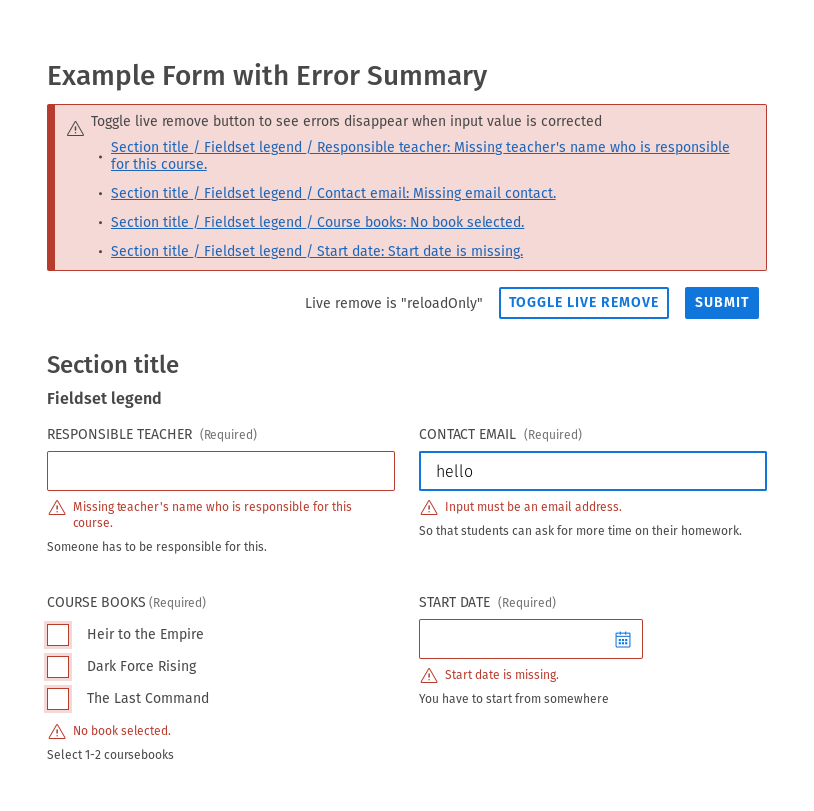 Example Form with Error Summary
Toggle live remove button to see errors disappear when input value is corrected
• Section title / Fieldset legend / Responsible teacher: Missing teacher's name who is responsible
for this course.
• Section title / Fieldset legend / Contact email: Missing email contact.
• Section title / Fieldset legend / Course books: No book selected.
• Section title / Fieldset legend / Start date: Start date is missing.
Live remove is "reloadOnly" TOGGLE LIVE REMOVE SUBMIT
Section title
Fieldset legend
RESPONSIBLE TEACHER (Required)
Missing teacher's name who is responsible for this
course.
Someone has to be responsible for this.
CONTACT EMAIL (Required)
hello
Input must be an email address.
So that students can ask for more time on their homework.
COURSE BOOKS (Required)
Heir to the Empire
Dark Force Rising
The Last Command
No book selected.
Select 1-2 coursebooks
START DATE (Required)
Start date is missing.
You have to start from somewhere